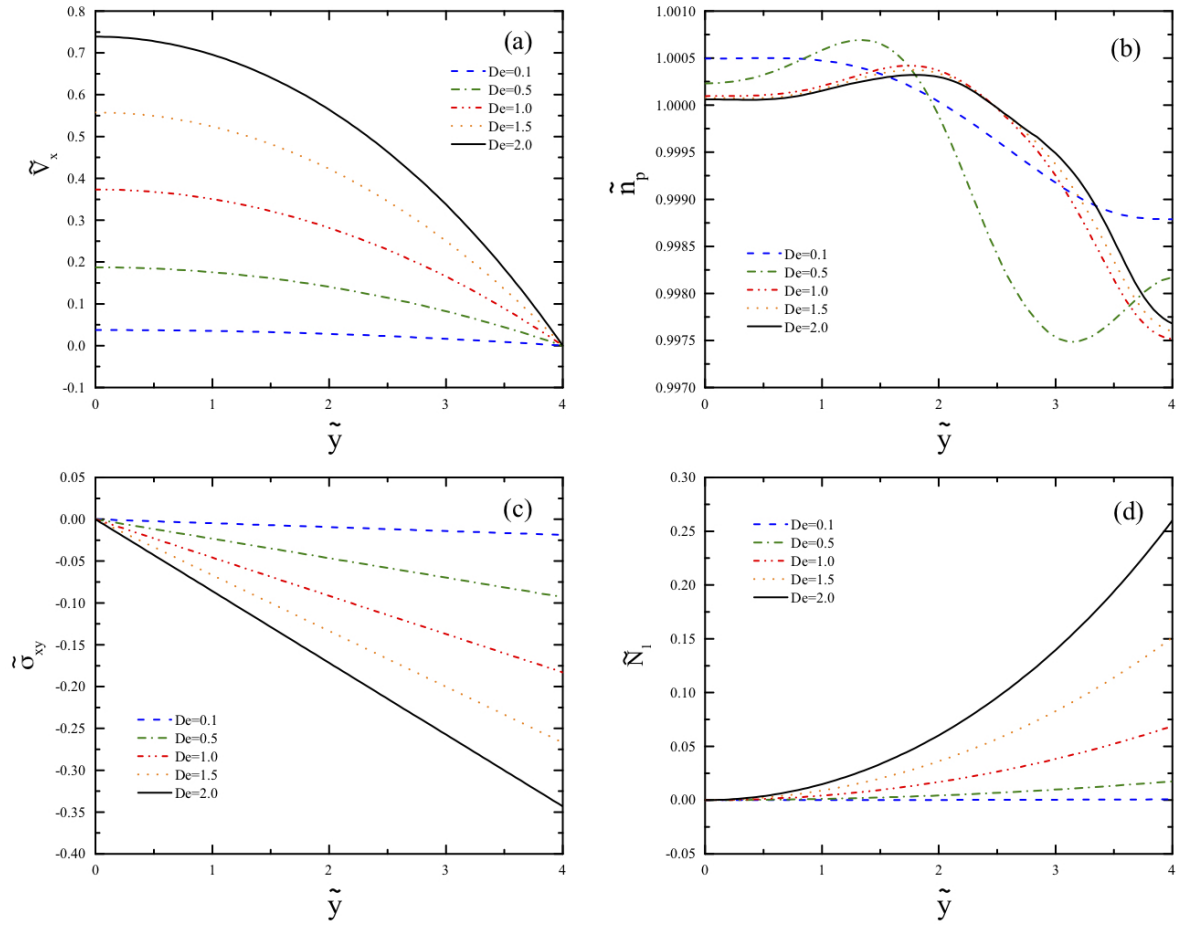 (a)
0.8
0.7
0.6
0.5
0.4
0.3
0.2
0.1
0.0
-0.1
ṽx
De=0.1
De=0.5
De=1.0
De=1.5
De=2.0
0 1 2 3 4
ỹ
(b)
1.0010
1.0005
1.0000
0.9995
0.9990
0.9985
0.9980
0.9975
0.9970
ñp
De=0.1
De=0.5
De=1.0
De=1.5
De=2.0
0 1 2 3 4
ỹ
(c)
0.05
0.00
-0.05
-0.10
-0.15
-0.20
-0.25
-0.30
-0.35
-0.40
σ̃xy
De=0.1
De=0.5
De=1.0
De=1.5
De=2.0
0 1 2 3 4
ỹ
(d)
0.30
0.25
0.20
0.15
0.10
0.05
0.00
-0.05
Ñ1
De=0.1
De=0.5
De=1.0
De=1.5
De=2.0
0 1 2 3 4
ỹ